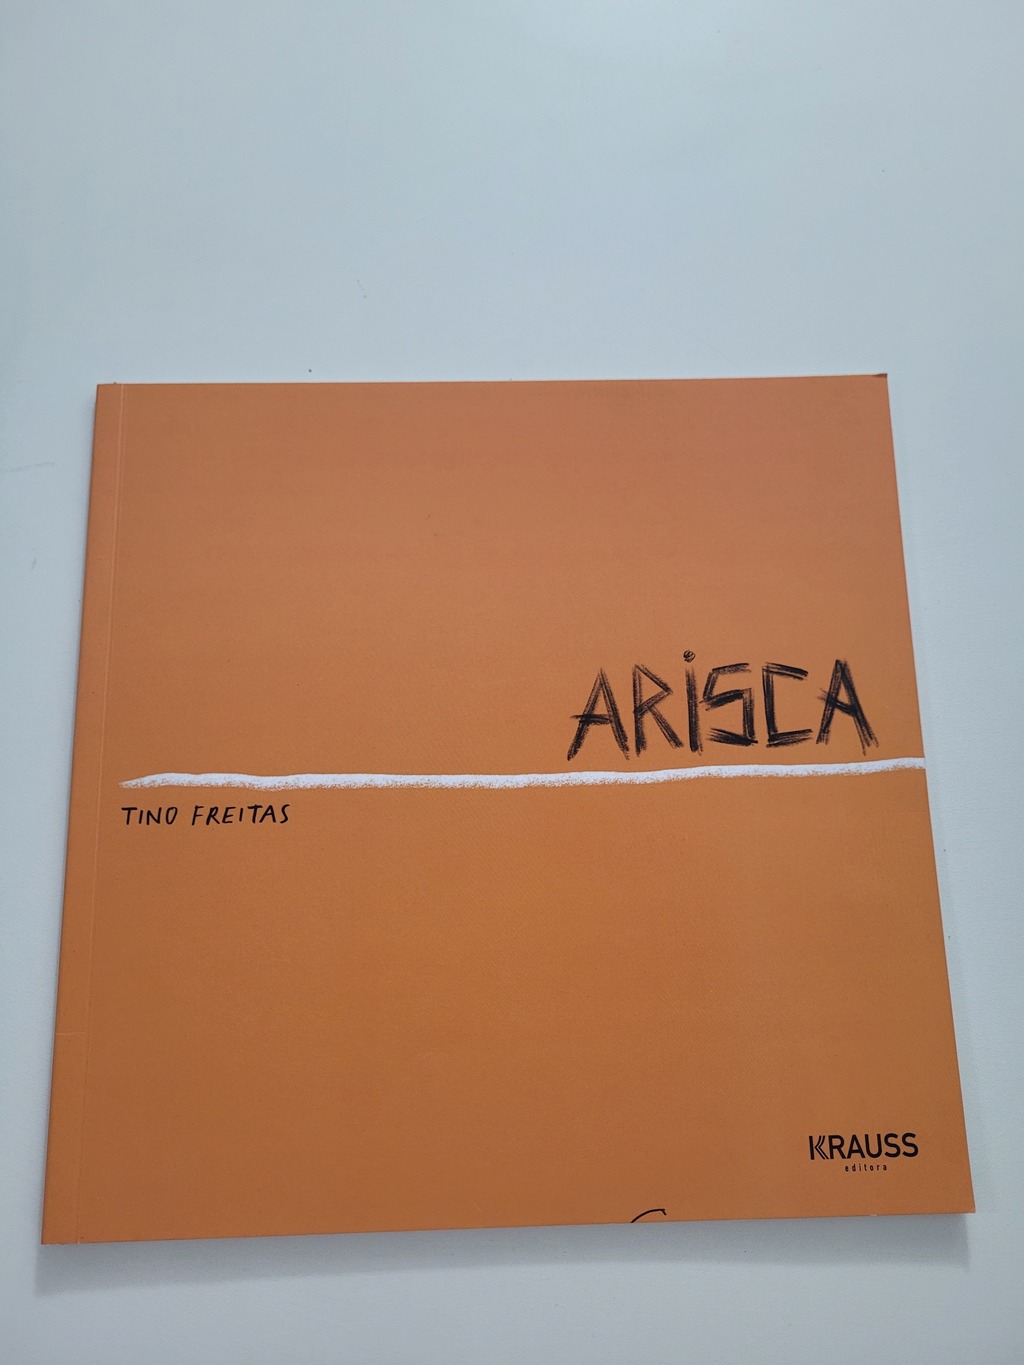 ARiSCA
TINO FREITAS
KRAUSS
editora